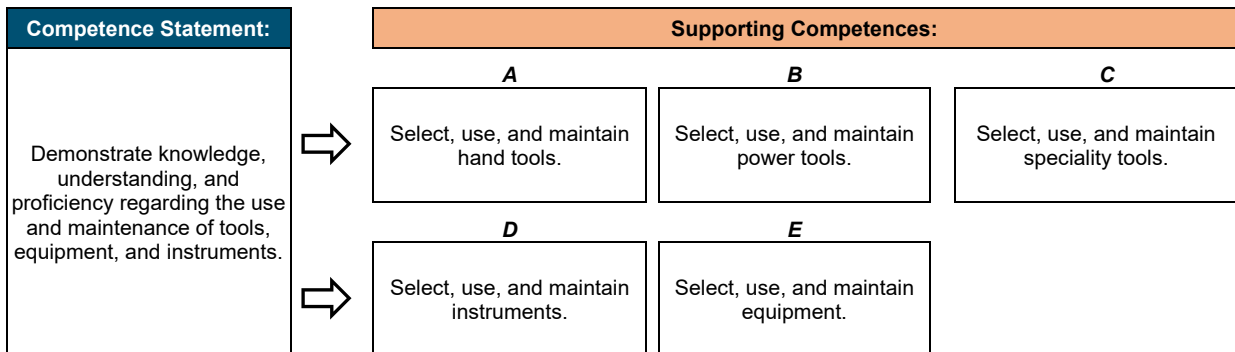 Competence Statement:
Supporting Competences:
Demonstrate knowledge,
understanding, and
proficiency regarding the use
and maintenance of tools,
equipment, and instruments.
A
Select, use, and maintain
hand tools.
B
Select, use, and maintain
power tools.
C
Select, use, and maintain
speciality tools.
D
Select, use, and maintain
instruments.
E
Select, use, and maintain
equipment.